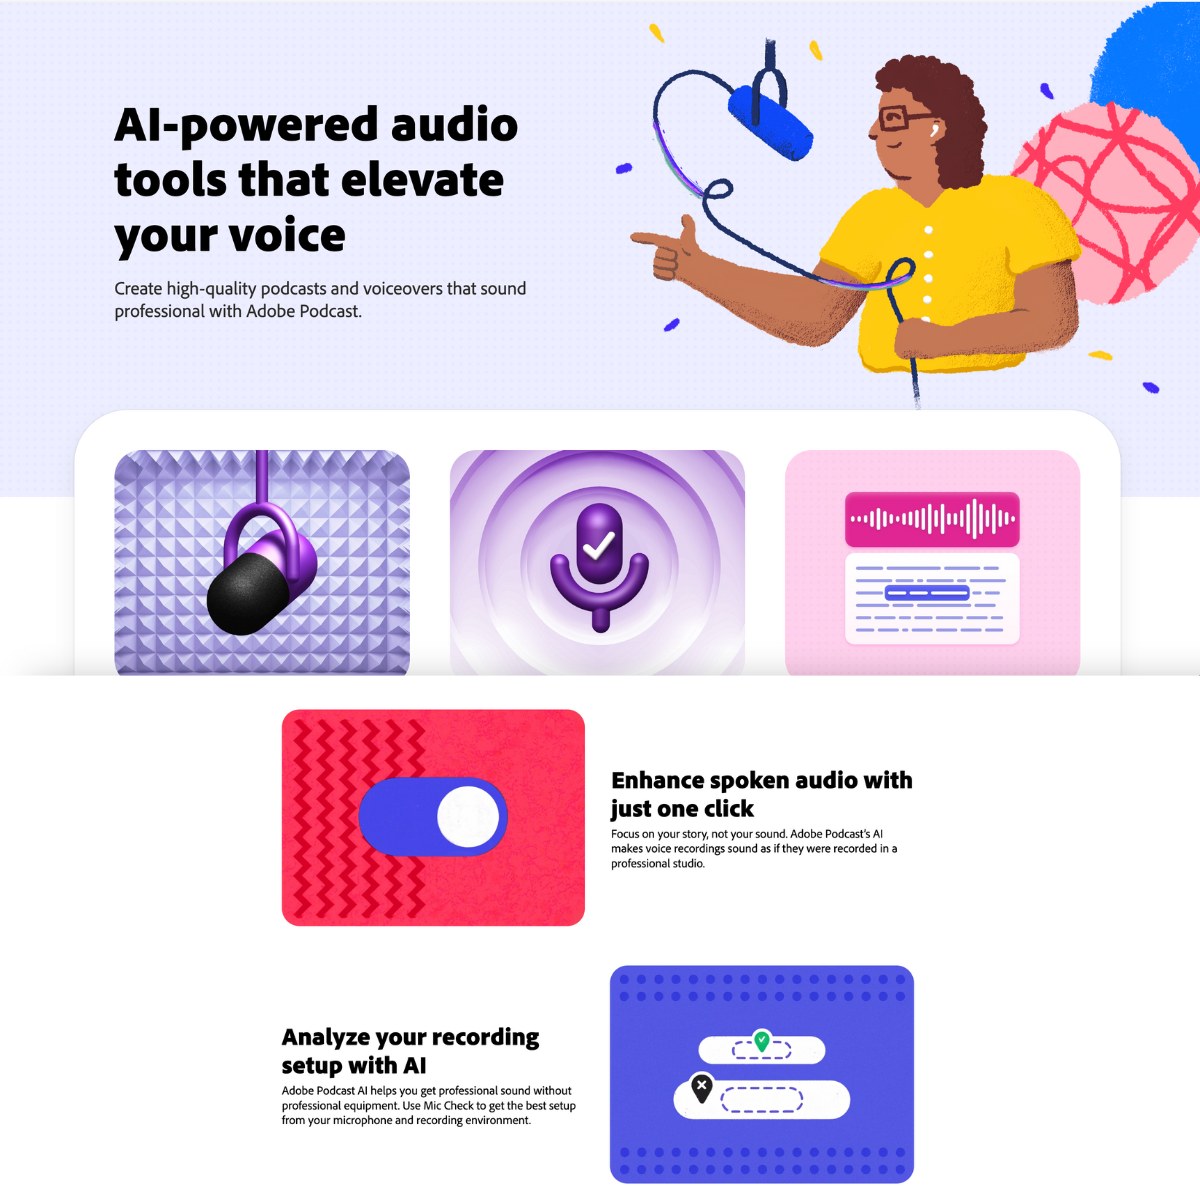 AI-powered audio
tools that elevate
your voice
Create high-quality podcasts and voiceovers that sound
professional with Adobe Podcast.
Enhance spoken audio with
just one click
Focus on your story, not your sound. Adobe Podcast's AI
makes voice recordings sound as if they were recorded in a
professional studio.
Analyze your recording
setup with AI
Adobe Podcast AI helps you get professional sound without
professional equipment. Use Mic Check to get the best setup
from your microphone and recording environment.